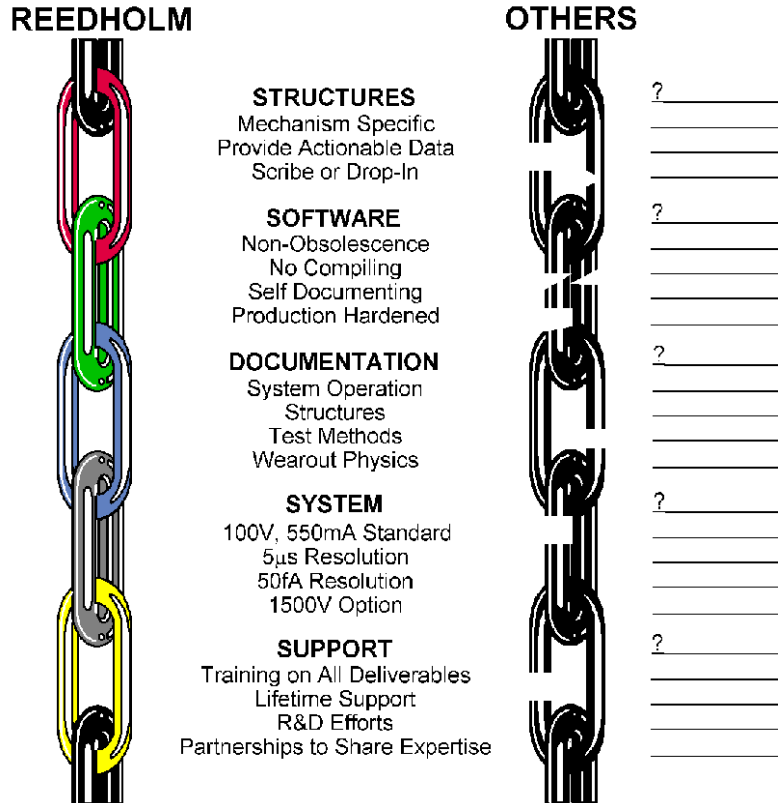 REEDHOLM
OTHERS
STRUCTURES
Mechanism Specific
Provide Actionable Data
Scribe or Drop-In
?
SOFTWARE
Non-Obsolescence
No Compiling
Self Documenting
Production Hardened
?
DOCUMENTATION
System Operation
Structures
Test Methods
Wearout Physics
?
SYSTEM
100V, 550mA Standard
5μs Resolution
50fA Resolution
1500V Option
?
SUPPORT
Training on All Deliverables
Lifetime Support
R&D Efforts
Partnerships to Share Expertise
?